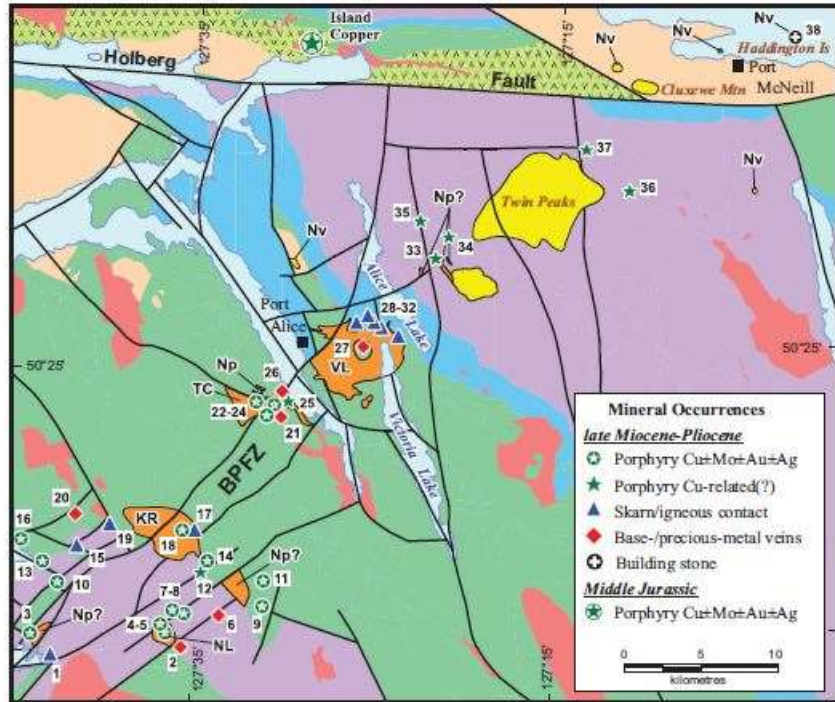 Island
Copper
127°35'
127°15'
Nv
Nv
Nv
38
Haddington Is
Port
McNeill
Holberg
Fault
Cluxewe Mtn
37
36
Nv
Twin Peaks
Np?
35
34
33
Nv
Alice
Lake
Port
Alice
28-32
27
VL
50°25'
50°25'
26
Np
TC
25
22-24
21
BPFZ
Victoria
Lake
20
KR
17
16
19
18
15
14
Np?
13
12
11
10
7-8
3
Np?
4-5
6
9
NL
2
1
127°35'
127°15'
Mineral Occurrences
late Miocene-Pliocene
Porphyry Cu±Mo±Au±Ag
Porphyry Cu-related(?)
Skarn/igneous contact
Base-/precious-metal veins
Building stone
Middle Jurassic
Porphyry Cu±Mo±Au±Ag
0 5 10
kilometres